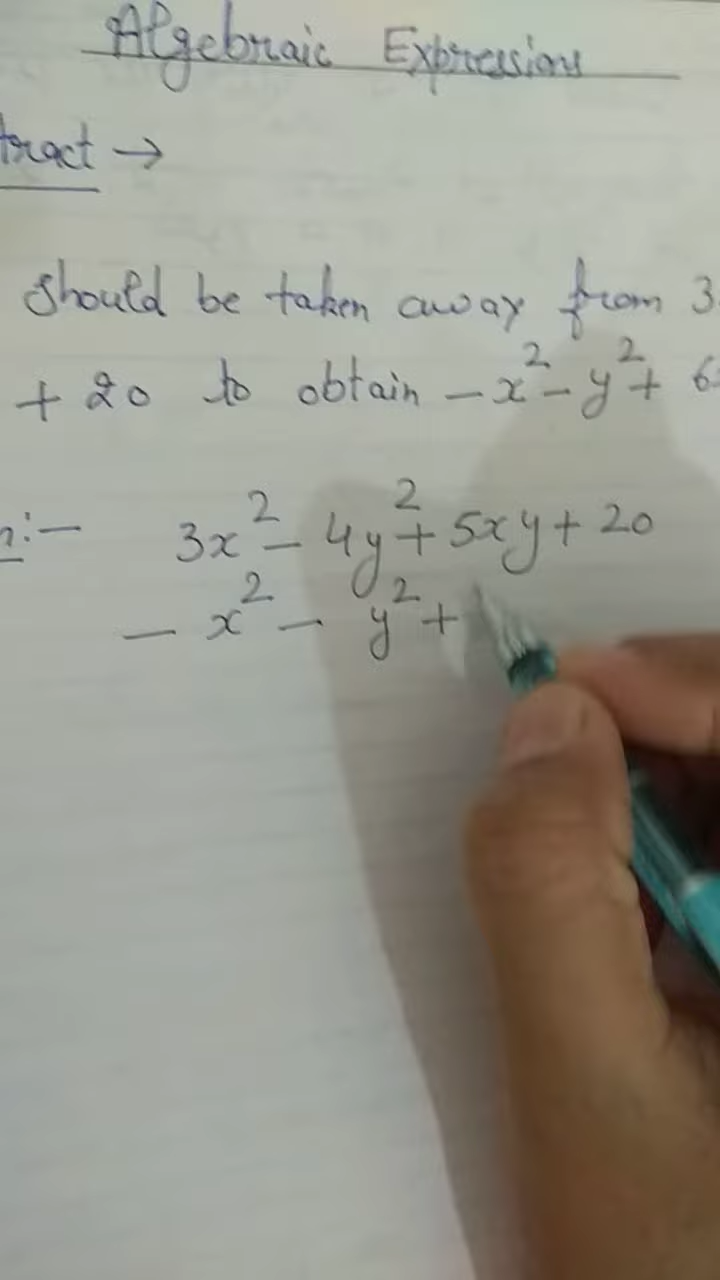 Algebraic Expressions
tract →
should be taken away from 3
+ 20 to obtain - x² - y² + 6
n:- 3x² - 4y² + 5xy + 20
- x² - y² +